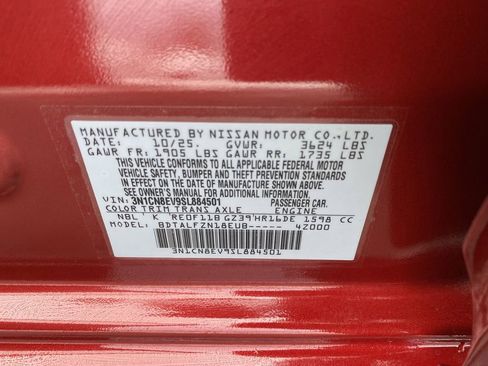 MANUFACTURED BY NISSAN MOTOR CO.,LTD.
DATE: 10/25. GVWR: 3624 LBS
GAWR FR: 1905 LBS GAWR RR: 1735 LBS
THIS VEHICLE CONFORMS TO ALL APPLICABLE FEDERAL MOTOR
VEHICLE SAFETY, BUMPER, AND THEFT PREVENTION STANDARDS
IN EFFECT ON THE DATE OF MANUFACTURE SHOWN ABOVE.
SEE OWNER'S MANUAL FOR ADDITIONAL INFORMATION.
VIN: 3N1CN8EV9SL884501 PASSENGER CAR.
COLOR TRIM TRANS AXLE ENGINE
NBL K RE0F11B GZ39 HR16DE 1598 CC
MODEL: BDTALFZN18EUB----- 42000
3N1CN8EV9SL884501